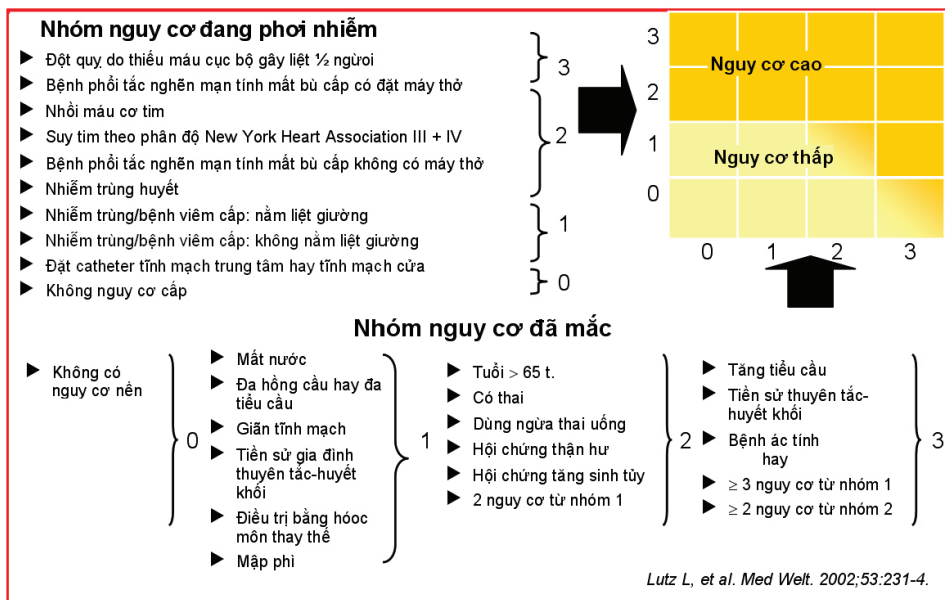 Nhóm nguy cơ đang phơi nhiễm
Đột quỵ do thiếu máu cục bộ gây liệt ½ ngừơi
Bệnh phổi tắc nghẽn mạn tính mất bù cấp có đặt máy thở
Nhồi máu cơ tim
Suy tim theo phân độ New York Heart Association III + IV
Bệnh phổi tắc nghẽn mạn tính mất bù cấp không có máy thở
Nhiễm trùng huyết
Nhiễm trùng/bệnh viêm cấp: nằm liệt giường
Nhiễm trùng/bệnh viêm cấp: không nằm liệt giường
Đặt catheter tĩnh mạch trung tâm hay tĩnh mạch cửa
Không nguy cơ cấp
3
2
1
0
3
2
1
0
Nguy cơ cao
Nguy cơ thấp
0 1 2 3
Nhóm nguy cơ đã mắc
Không có
nguy cơ nền
0
Mất nước
Đa hồng cầu hay đa
tiểu cầu
Giãn tĩnh mạch
Tiền sử gia đình
thuyên tắc-huyết
khối
Điều trị bằng hóoc
môn thay thế
Mập phì
1
Tuổi > 65 t.
Có thai
Dùng ngừa thai uống
Hội chứng thận hư
Hội chứng tăng sinh tủy
2 nguy cơ từ nhóm 1
2
Tăng tiểu cầu
Tiền sử thuyên tắc-
huyết khối
Bệnh ác tính
hay
≥ 3 nguy cơ từ nhóm 1
≥ 2 nguy cơ từ nhóm 2
3
Lutz L, et al. Med Welt. 2002;53:231-4.